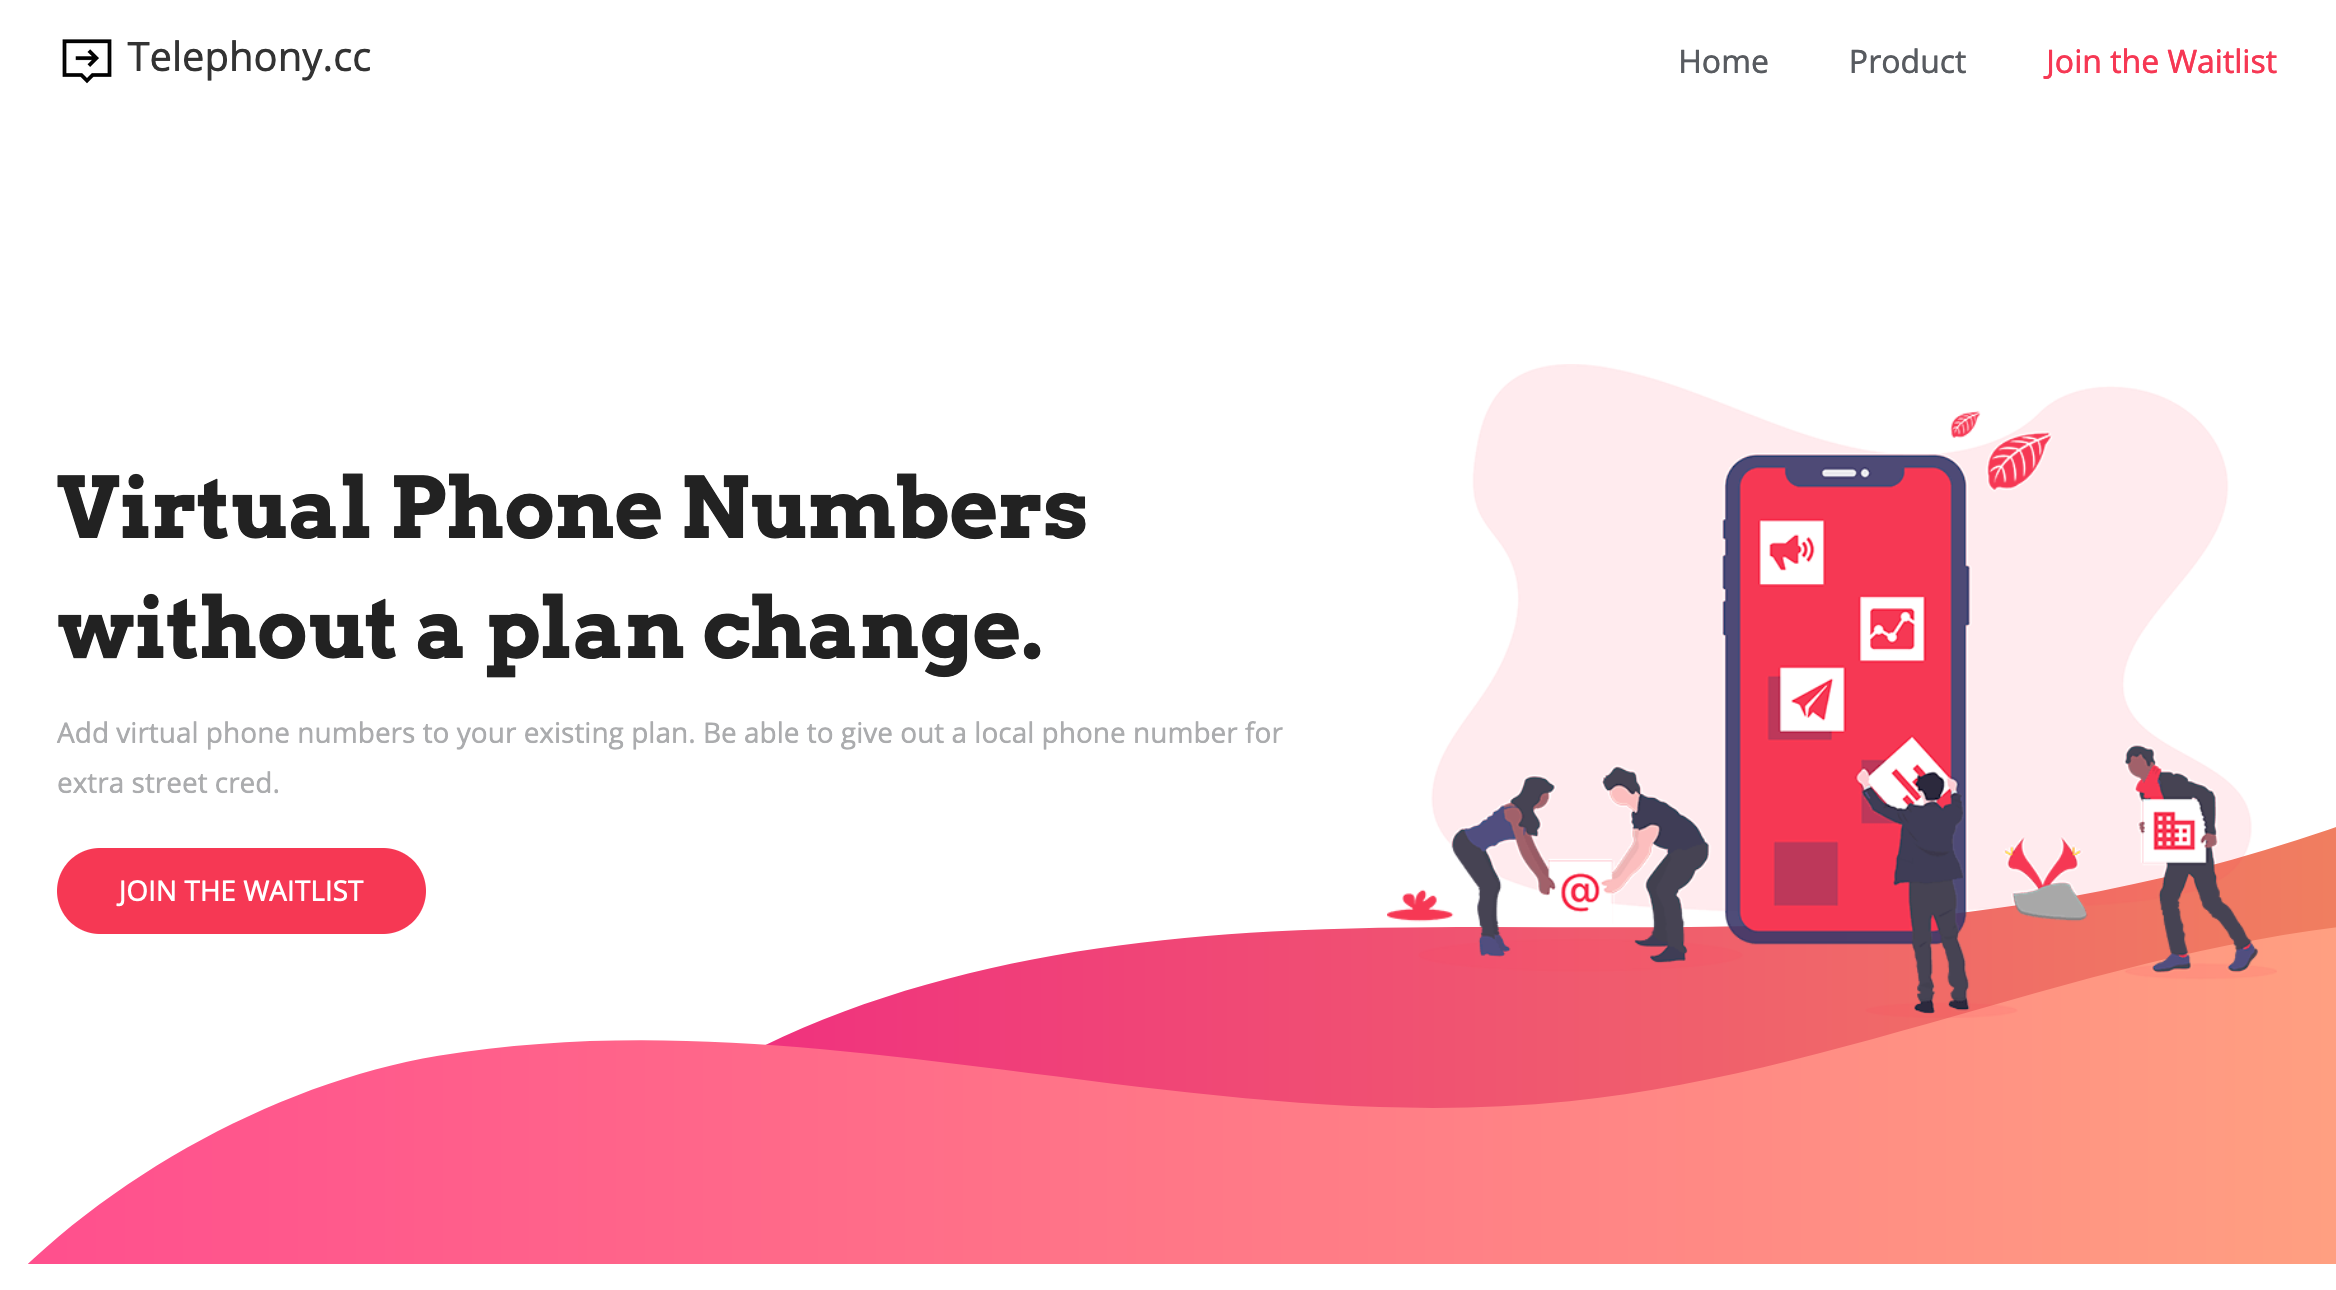 Telephony.cc
Home
Product
Join the Waitlist
Virtual Phone Numbers
without a plan change.
Add virtual phone numbers to your existing plan. Be able to give out a local phone number for
extra street cred.
JOIN THE WAITLIST
@